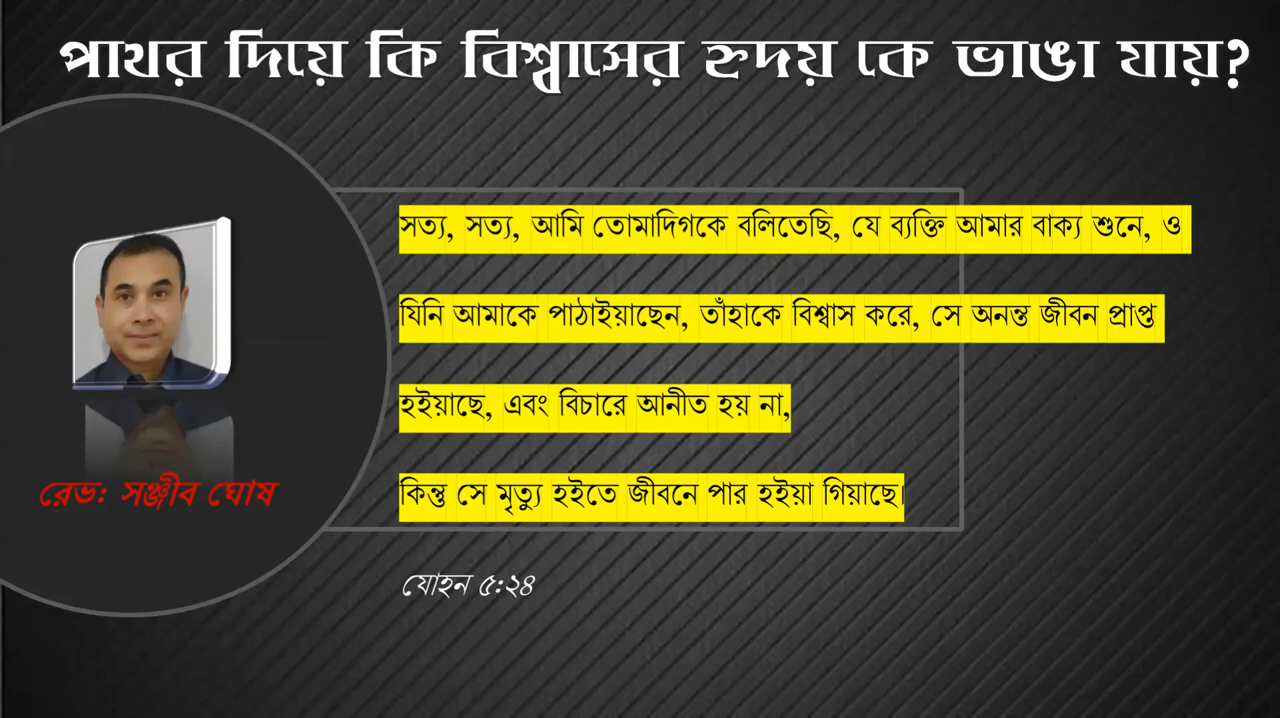 পাথর দিয়ে কি বিশ্বাসের হৃদয় কে ভাঙা যায়?
সত্য, সত্য, আমি তোমাদিগকে বলিতেছি, যে ব্যক্তি আমার বাক্য শুনে, ও
যিনি আমাকে পাঠাইয়াছেন, তাঁহাকে বিশ্বাস করে, সে অনন্ত জীবন প্রাপ্ত
হইয়াছে, এবং বিচারে আনীত হয় না,
কিন্তু সে মৃত্যু হইতে জীবনে পার হইয়া গিয়াছে।
রেভঃ সঞ্জীব ঘোষ
যোহন ৫:২৪